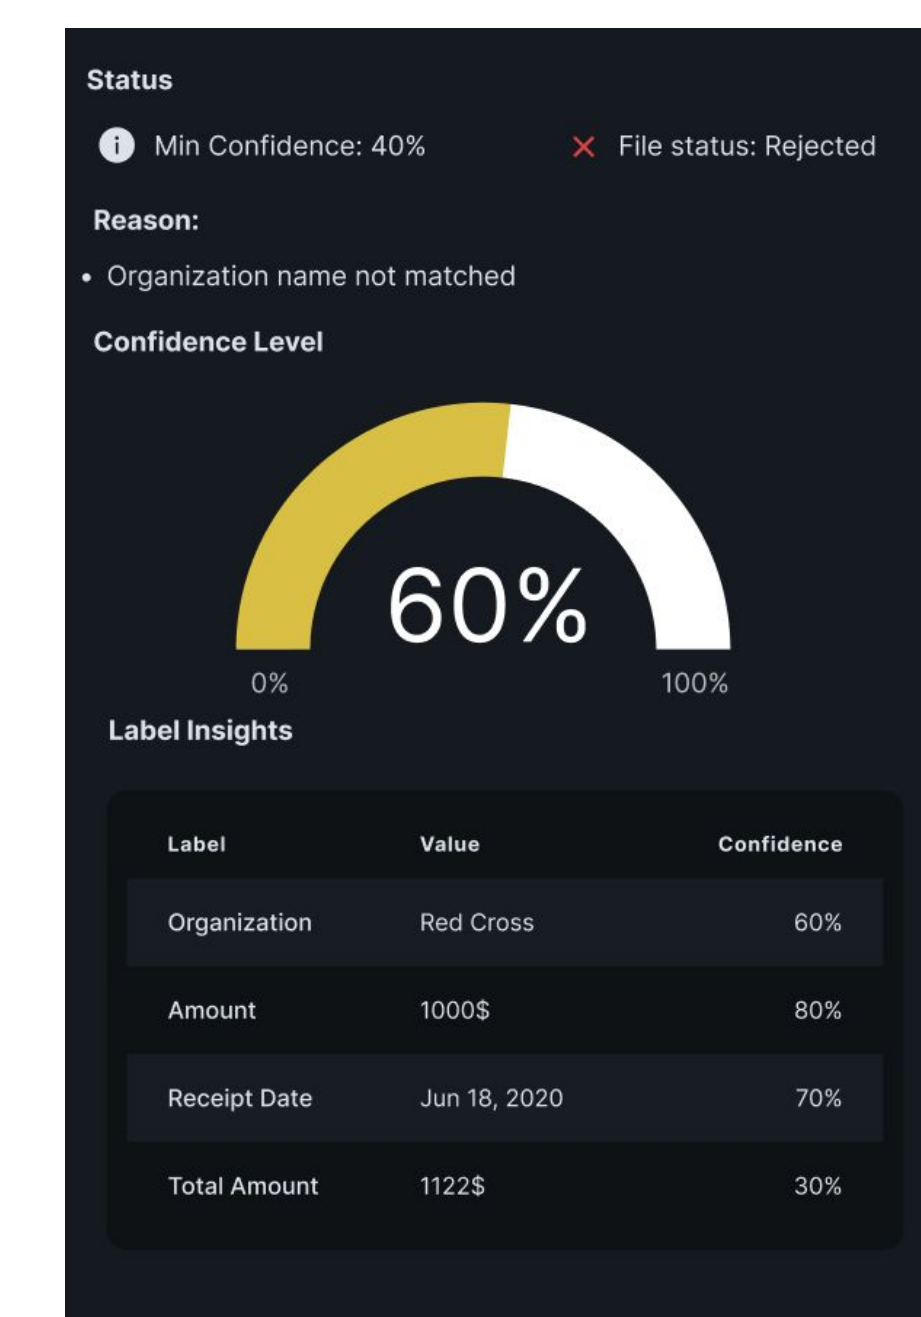 Status
Min Confidence: 40%
File status: Rejected
Reason:
• Organization name not matched
Confidence Level
60%
0%
100%
Label Insights
Label Value Confidence
Organization Red Cross 60%
Amount 1000$ 80%
Receipt Date Jun 18, 2020 70%
Total Amount 1122$ 30%